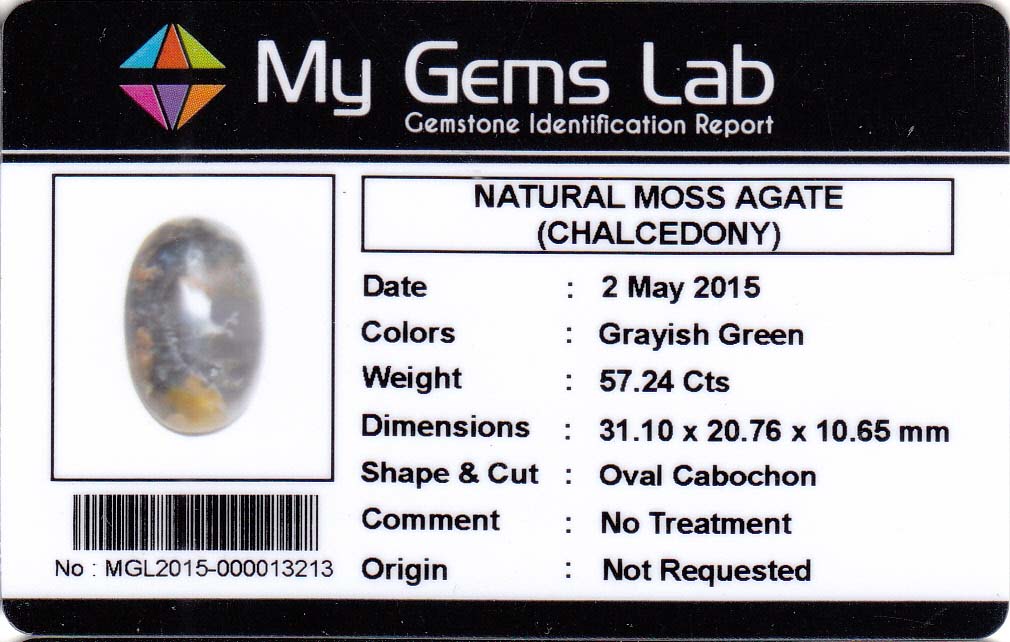 My Gems Lab
Gemstone Identification Report
NATURAL MOSS AGATE
(CHALCEDONY)
Date : 2 May 2015
Colors : Grayish Green
Weight : 57.24 Cts
Dimensions : 31.10 x 20.76 x 10.65 mm
Shape & Cut : Oval Cabochon
Comment : No Treatment
Origin : Not Requested
No : MGL2015-000013213